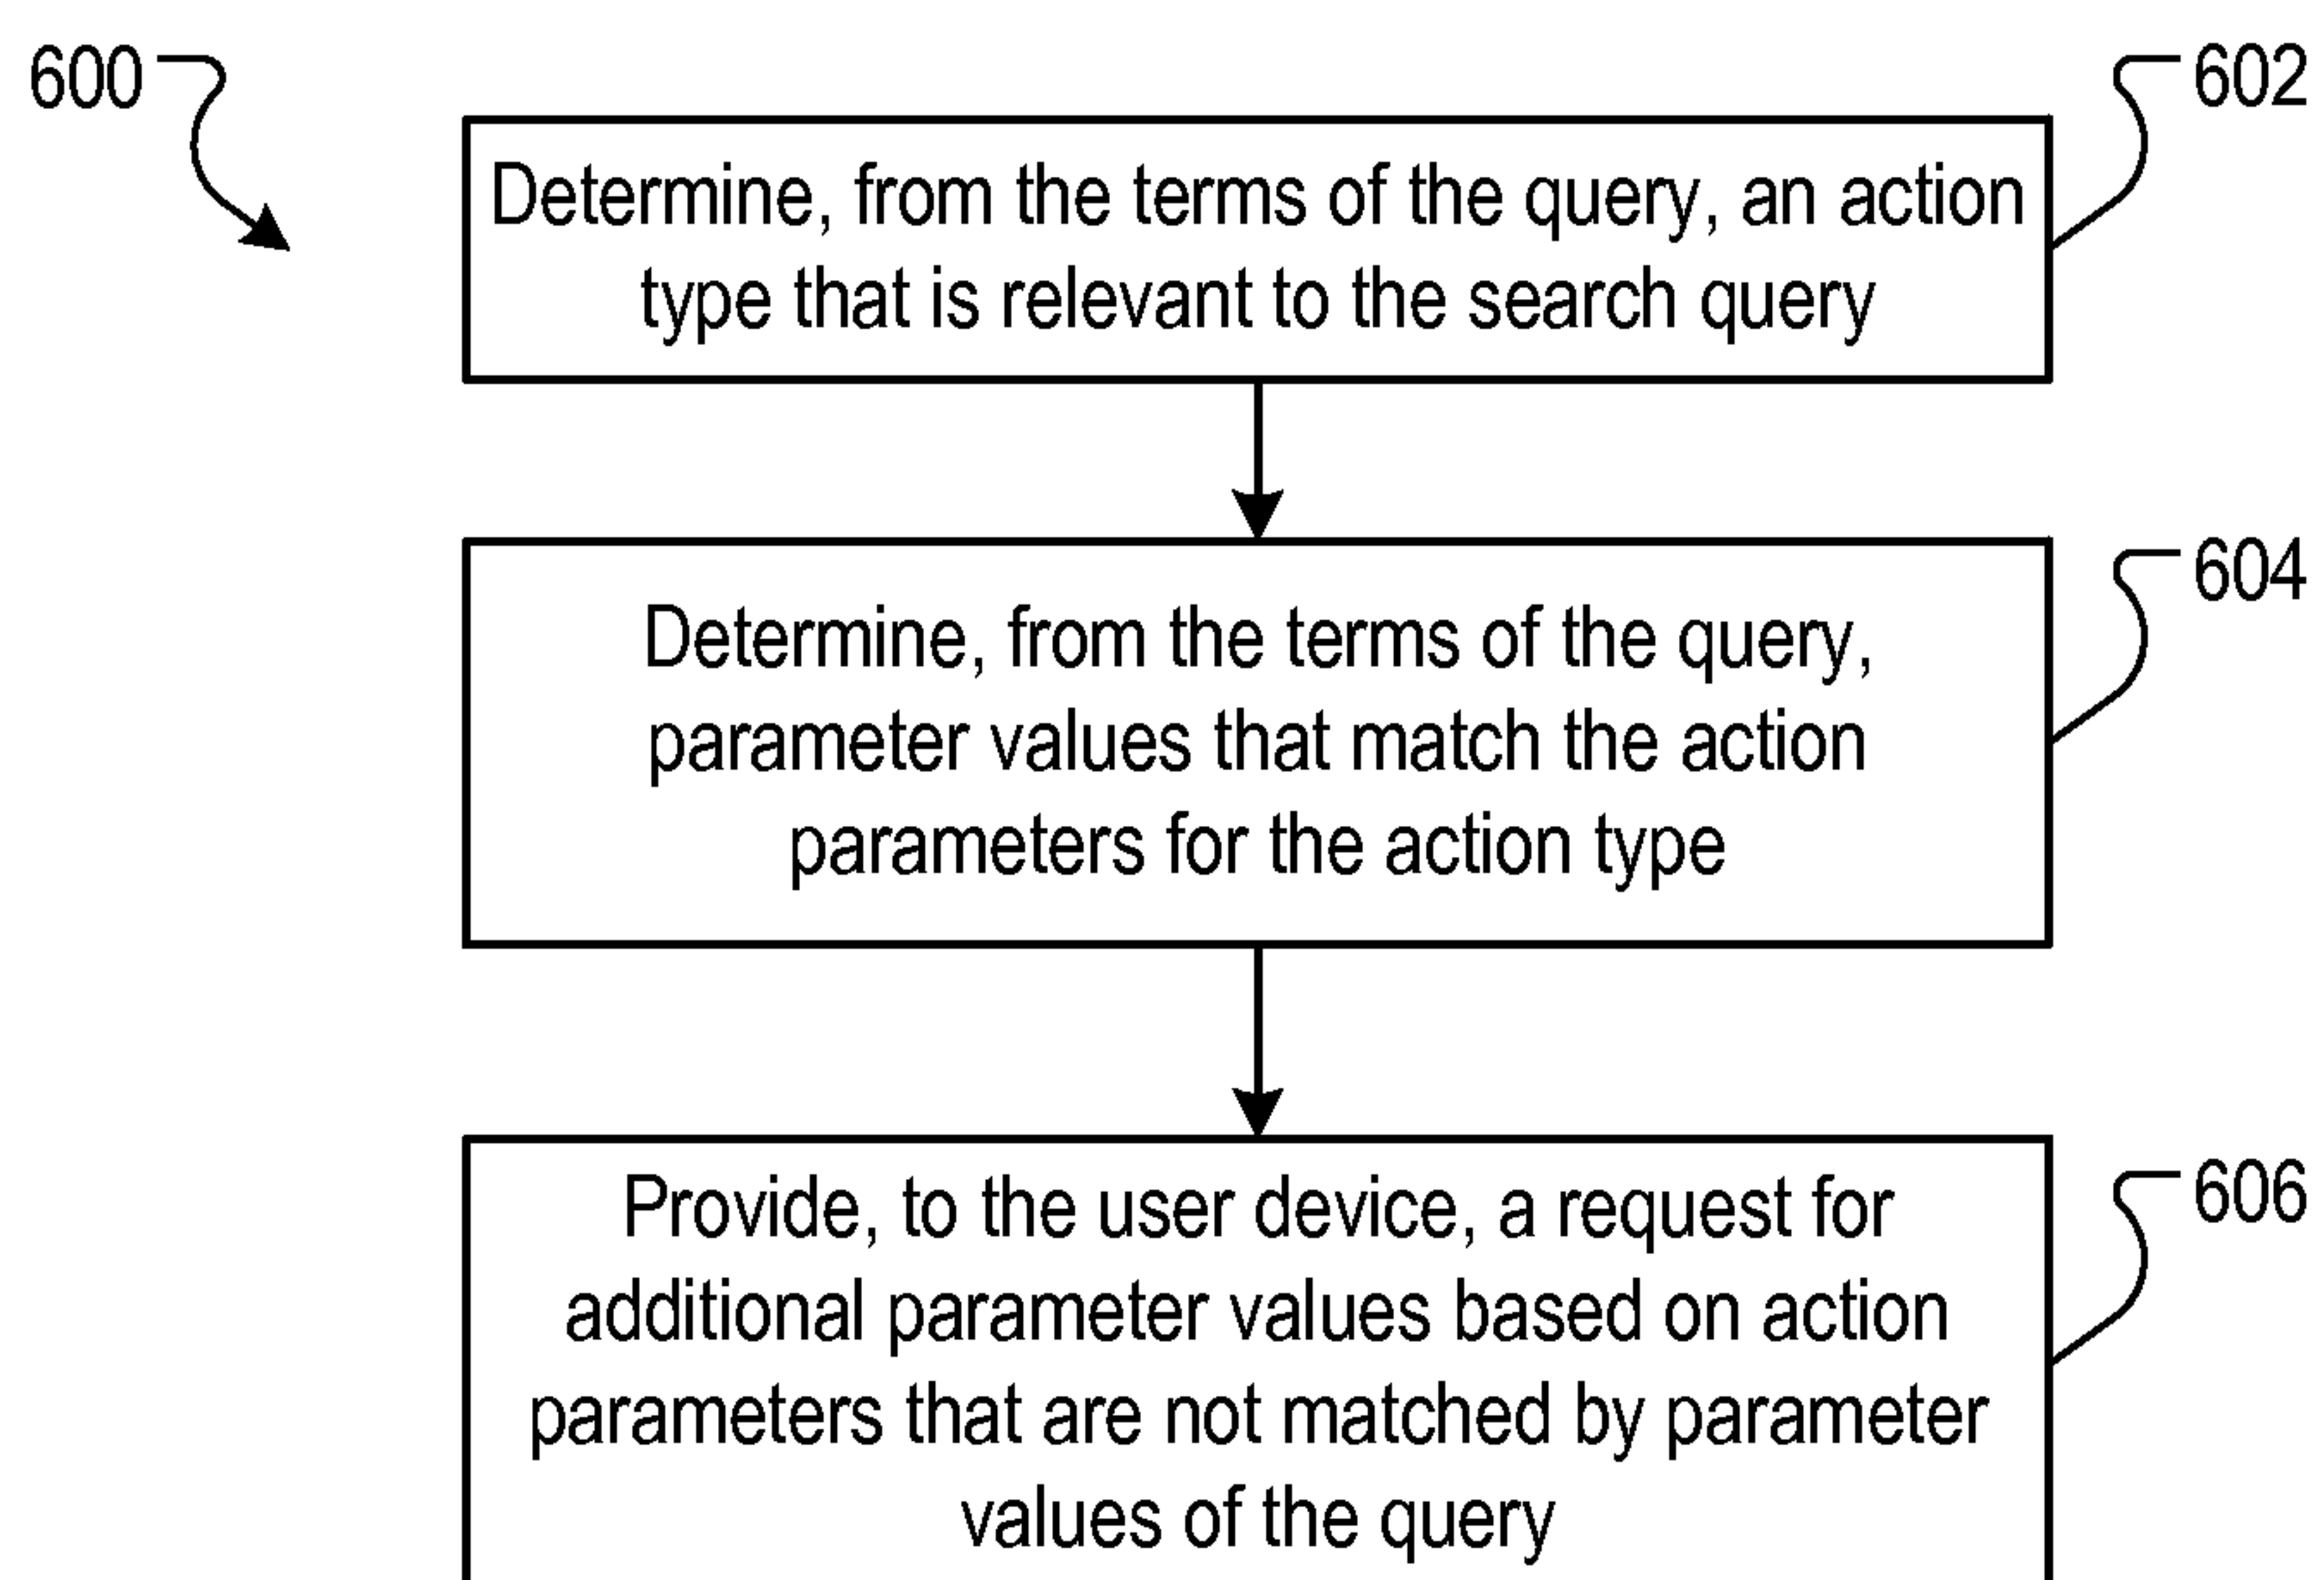 600
602
Determine, from the terms of the query, an action
type that is relevant to the search query
604
Determine, from the terms of the query,
parameter values that match the action
parameters for the action type
606
Provide, to the user device, a request for
additional parameter values based on action
parameters that are not matched by parameter
values of the query